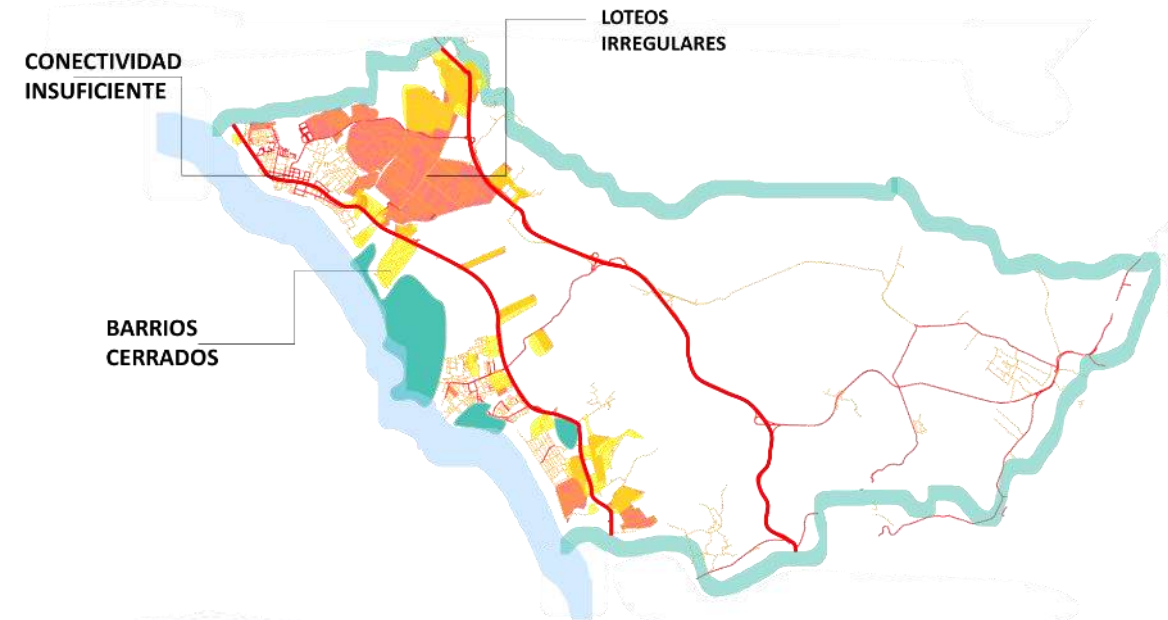 LOTEOS
IRREGULARES
CONECTIVIDAD
INSUFICIENTE
BARRIOS
CERRADOS